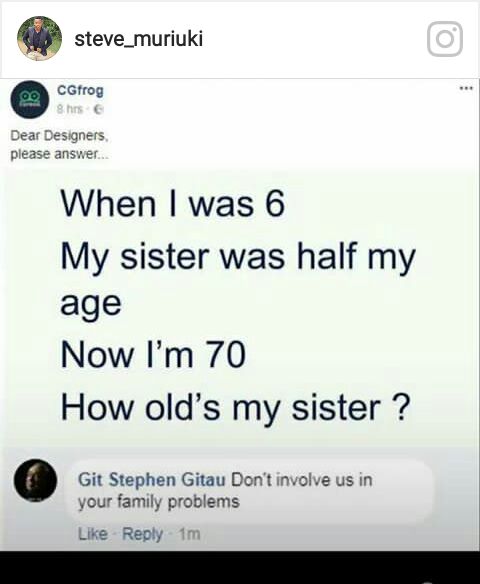 steve_muriuki
CGfrog
8 hrs ·
Dear Designers,
please answer...
When I was 6
My sister was half my
age
Now I'm 70
How old's my sister ?
Git Stephen Gitau Don't involve us in
your family problems
Like · Reply · 1m